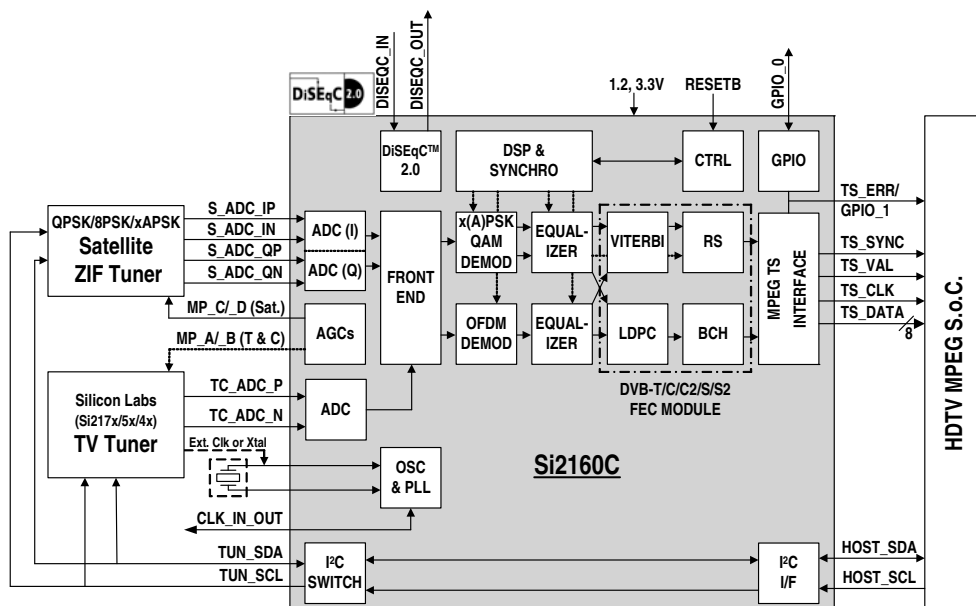 DISEQC_IN
DISEQC_OUT
DiSEqC 2.0
1.2, 3.3V
RESETB
GPIO_0
DiSEqC™
2.0
DSP &
SYNCHRO
CTRL
GPIO
QPSK/8PSK/xAPSK
Satellite
ZIF Tuner
S_ADC_IP
S_ADC_IN
S_ADC_QP
S_ADC_QN
ADC (I)
ADC (Q)
FRONT
END
x(A)PSK
QAM
DEMOD
EQUAL-
IZER
VITERBI
RS
MPEG TS
INTERFACE
TS_ERR/
GPIO_1
TS_SYNC
TS_VAL
TS_CLK
TS_DATA
8
HDTV MPEG S.o.C.
MP_C/_D (Sat.)
MP_A/_B (T & C)
AGCs
OFDM
DEMOD
EQUAL-
IZER
LDPC
BCH
DVB-T/C/C2/S/S2
FEC MODULE
Silicon Labs
(Si217x/5x/4x)
TV Tuner
TC_ADC_P
TC_ADC_N
ADC
Ext. Clk or Xtal
OSC
& PLL
Si2160C
CLK_IN_OUT
TUN_SDA
TUN_SCL
I²C
SWITCH
I²C
I/F
HOST_SDA
HOST_SCL